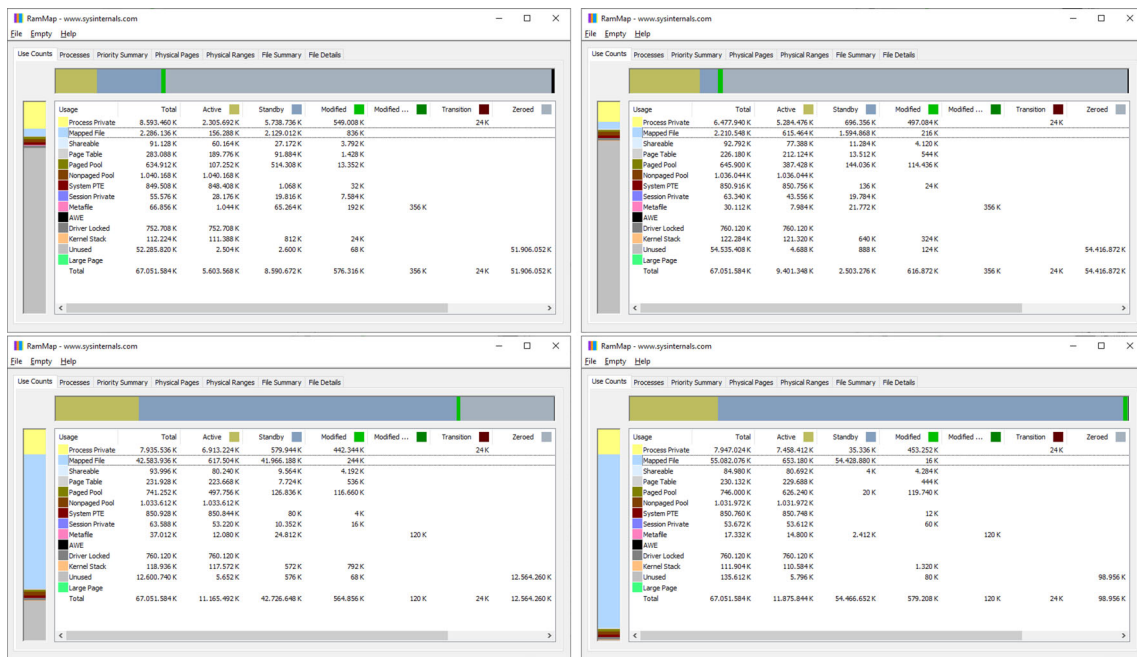 RamMap - www.sysinternals.com
File Empty Help
Use Counts Processes Priority Summary Physical Pages Physical Ranges File Summary File Details
Usage Total Active Standby Modified Modified ... Transition Zeroed
Process Private 8.593.460 K 2.305.692 K 5.738.736 K 549.008 K 24 K
Mapped File 2.286.136 K 156.288 K 2.129.012 K 836 K
Shareable 91.128 K 60.164 K 27.172 K 3.792 K
Page Table 283.088 K 189.776 K 91.884 K 1.428 K
Paged Pool 634.912 K 107.252 K 514.308 K 13.352 K
Nonpaged Pool 1.040.168 K 1.040.168 K
System PTE 849.508 K 848.408 K 1.068 K 32 K
Session Private 55.576 K 28.176 K 19.816 K 7.584 K
Metafile 66.856 K 1.044 K 65.264 K 192 K 356 K
AWE
Driver Locked 752.708 K 752.708 K
Kernel Stack 112.224 K 111.388 K 812 K 24 K
Unused 52.285.820 K 2.504 K 2.600 K 68 K 51.906.052 K
Large Page
Total 67.051.584 K 5.603.568 K 8.590.672 K 576.316 K 356 K 24 K 51.906.052 K
RamMap - www.sysinternals.com
File Empty Help
Use Counts Processes Priority Summary Physical Pages Physical Ranges File Summary File Details
Usage Total Active Standby Modified Modified ... Transition Zeroed
Process Private 6.477.940 K 5.284.476 K 696.356 K 497.084 K 24 K
Mapped File 2.210.548 K 615.464 K 1.594.868 K 216 K
Shareable 92.792 K 77.388 K 11.284 K 4.120 K
Page Table 226.180 K 212.124 K 13.512 K 544 K
Paged Pool 645.900 K 387.428 K 144.036 K 114.436 K
Nonpaged Pool 1.036.044 K 1.036.044 K
System PTE 850.916 K 850.756 K 136 K 24 K
Session Private 63.340 K 43.556 K 19.784 K
Metafile 30.112 K 7.984 K 21.772 K 356 K
AWE
Driver Locked 760.120 K 760.120 K
Kernel Stack 122.284 K 121.320 K 640 K 324 K
Unused 54.535.408 K 4.688 K 888 K 124 K 54.416.872 K
Large Page
Total 67.051.584 K 9.401.348 K 2.503.276 K 616.872 K 356 K 24 K 54.416.872 K
RamMap - www.sysinternals.com
File Empty Help
Use Counts Processes Priority Summary Physical Pages Physical Ranges File Summary File Details
Usage Total Active Standby Modified Modified ... Transition Zeroed
Process Private 7.935.536 K 6.913.224 K 579.944 K 442.344 K 24 K
Mapped File 42.583.936 K 617.504 K 41.966.188 K 244 K
Shareable 93.996 K 80.240 K 9.564 K 4.192 K
Page Table 231.928 K 223.668 K 7.724 K 536 K
Paged Pool 741.252 K 497.756 K 126.836 K 116.660 K
Nonpaged Pool 1.033.612 K 1.033.612 K
System PTE 850.928 K 850.844 K 80 K 4 K
Session Private 63.588 K 53.220 K 10.352 K 16 K
Metafile 37.012 K 12.080 K 24.812 K 120 K
AWE
Driver Locked 760.120 K 760.120 K
Kernel Stack 118.936 K 117.572 K 572 K 792 K
Unused 12.600.740 K 5.652 K 576 K 68 K 12.564.260 K
Large Page
Total 67.051.584 K 11.165.492 K 42.726.648 K 564.856 K 120 K 24 K 12.564.260 K
RamMap - www.sysinternals.com
File Empty Help
Use Counts Processes Priority Summary Physical Pages Physical Ranges File Summary File Details
Usage Total Active Standby Modified Modified ... Transition Zeroed
Process Private 7.947.024 K 7.458.412 K 35.336 K 453.252 K 24 K
Mapped File 55.082.076 K 653.180 K 54.428.880 K 16 K
Shareable 84.980 K 80.692 K 4 K 4.284 K
Page Table 230.132 K 229.688 K 444 K
Paged Pool 746.000 K 626.240 K 20 K 119.740 K
Nonpaged Pool 1.031.972 K 1.031.972 K
System PTE 850.760 K 850.748 K 12 K
Session Private 53.672 K 53.612 K 60 K
Metafile 17.332 K 14.800 K 2.412 K 120 K
AWE
Driver Locked 760.120 K 760.120 K
Kernel Stack 111.904 K 110.584 K 1.320 K
Unused 135.612 K 5.796 K 80 K 98.956 K
Large Page
Total 67.051.584 K 11.875.844 K 54.466.652 K 579.208 K 120 K 24 K 98.956 K